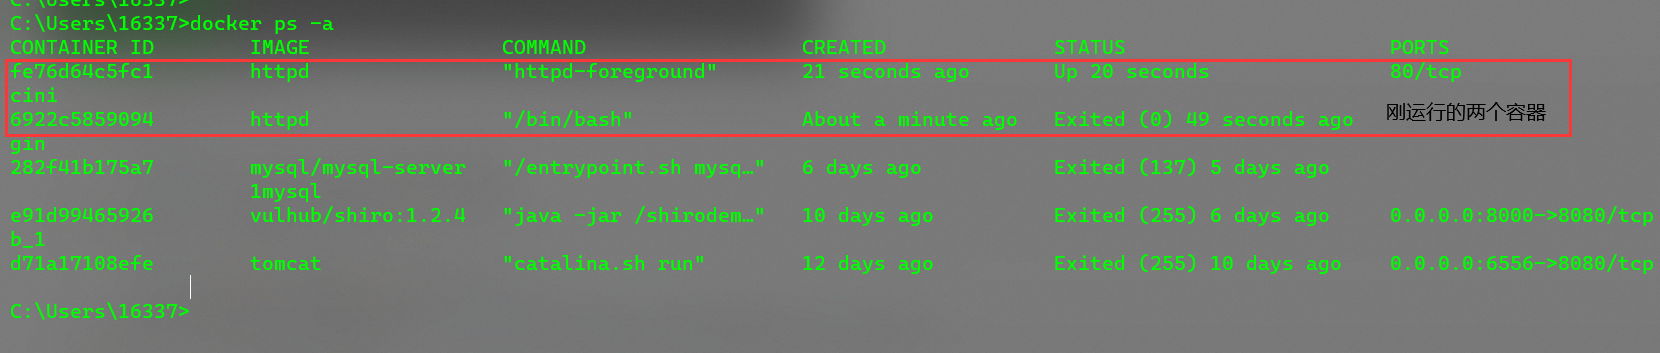 C:\Users\16337>
C:\Users\16337>docker ps -a
CONTAINER ID IMAGE COMMAND CREATED STATUS PORTS
fe76d64c5fc1 httpd "httpd-foreground" 21 seconds ago Up 20 seconds 80/tcp
cini
刚运行的两个容器
6922c5859094 httpd "/bin/bash" About a minute ago Exited (0) 49 seconds ago
gin
282f41b175a7 mysql/mysql-server "/entrypoint.sh mysq…" 6 days ago Exited (137) 5 days ago
1mysql
e91d99465926 vulhub/shiro:1.2.4 "java -jar /shirodem…" 10 days ago Exited (255) 6 days ago 0.0.0.0:8000->8080/tcp
b_1
d71a17108efe tomcat "catalina.sh run" 12 days ago Exited (255) 10 days ago 0.0.0.0:6556->8080/tcp
C:\Users\16337>